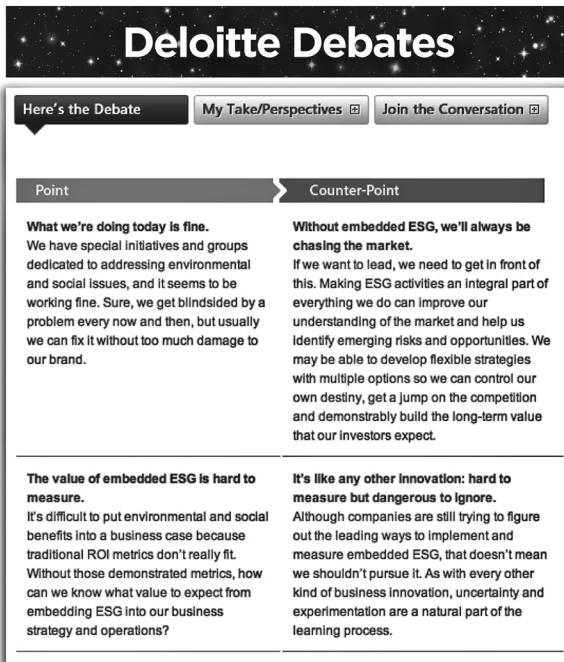 Deloitte Debates
Here's the Debate
My Take/Perspectives
Join the Conversation
Point
Counter-Point
What we're doing today is fine.
We have special initiatives and groups
dedicated to addressing environmental
and social issues, and it seems to be
working fine. Sure, we get blindsided by a
problem every now and then, but usually
we can fix it without too much damage to
our brand.
Without embedded ESG, we'll always be
chasing the market.
If we want to lead, we need to get in front of
this. Making ESG activities an integral part of
everything we do can improve our
understanding of the market and help us
identify emerging risks and opportunities. We
may be able to develop flexible strategies
with multiple options so we can control our
own destiny, get a jump on the competition
and demonstrably build the long-term value
that our investors expect.
The value of embedded ESG is hard to
measure.
It's difficult to put environmental and social
benefits into a business case because
traditional ROI metrics don't really fit.
Without those demonstrated metrics, how
can we know what value to expect from
embedding ESG into our business
strategy and operations?
It's like any other innovation: hard to
measure but dangerous to ignore.
Although companies are still trying to figure
out the leading ways to implement and
measure embedded ESG, that doesn't mean
we shouldn't pursue it. As with every other
kind of business innovation, uncertainty and
experimentation are a natural part of the
learning process.